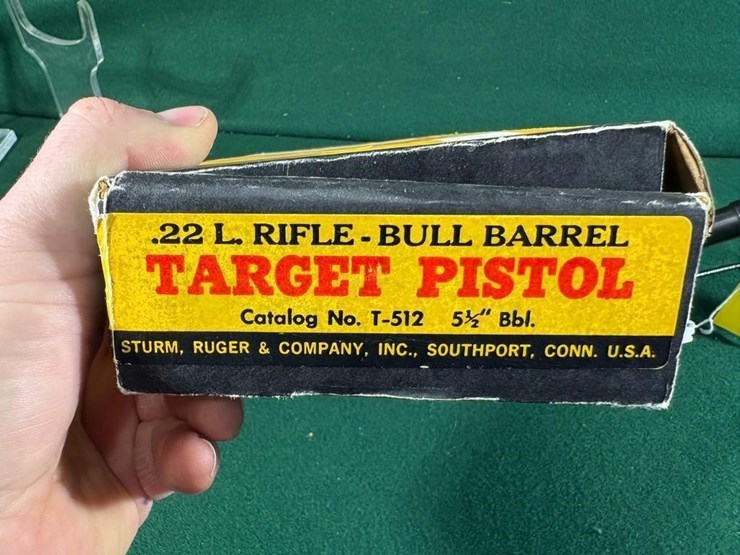 .22 L. RIFLE - BULL BARREL
TARGET PISTOL
Catalog No. T-512 5½" Bbl.
STURM, RUGER & COMPANY, INC., SOUTHPORT, CONN. U.S.A.